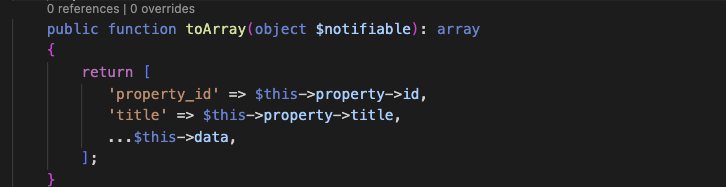 0 references | 0 overrides
public function toArray(object $notifiable): array
{
return [
'property_id' => $this->property->id,
'title' => $this->property->title,
...$this->data,
];
}